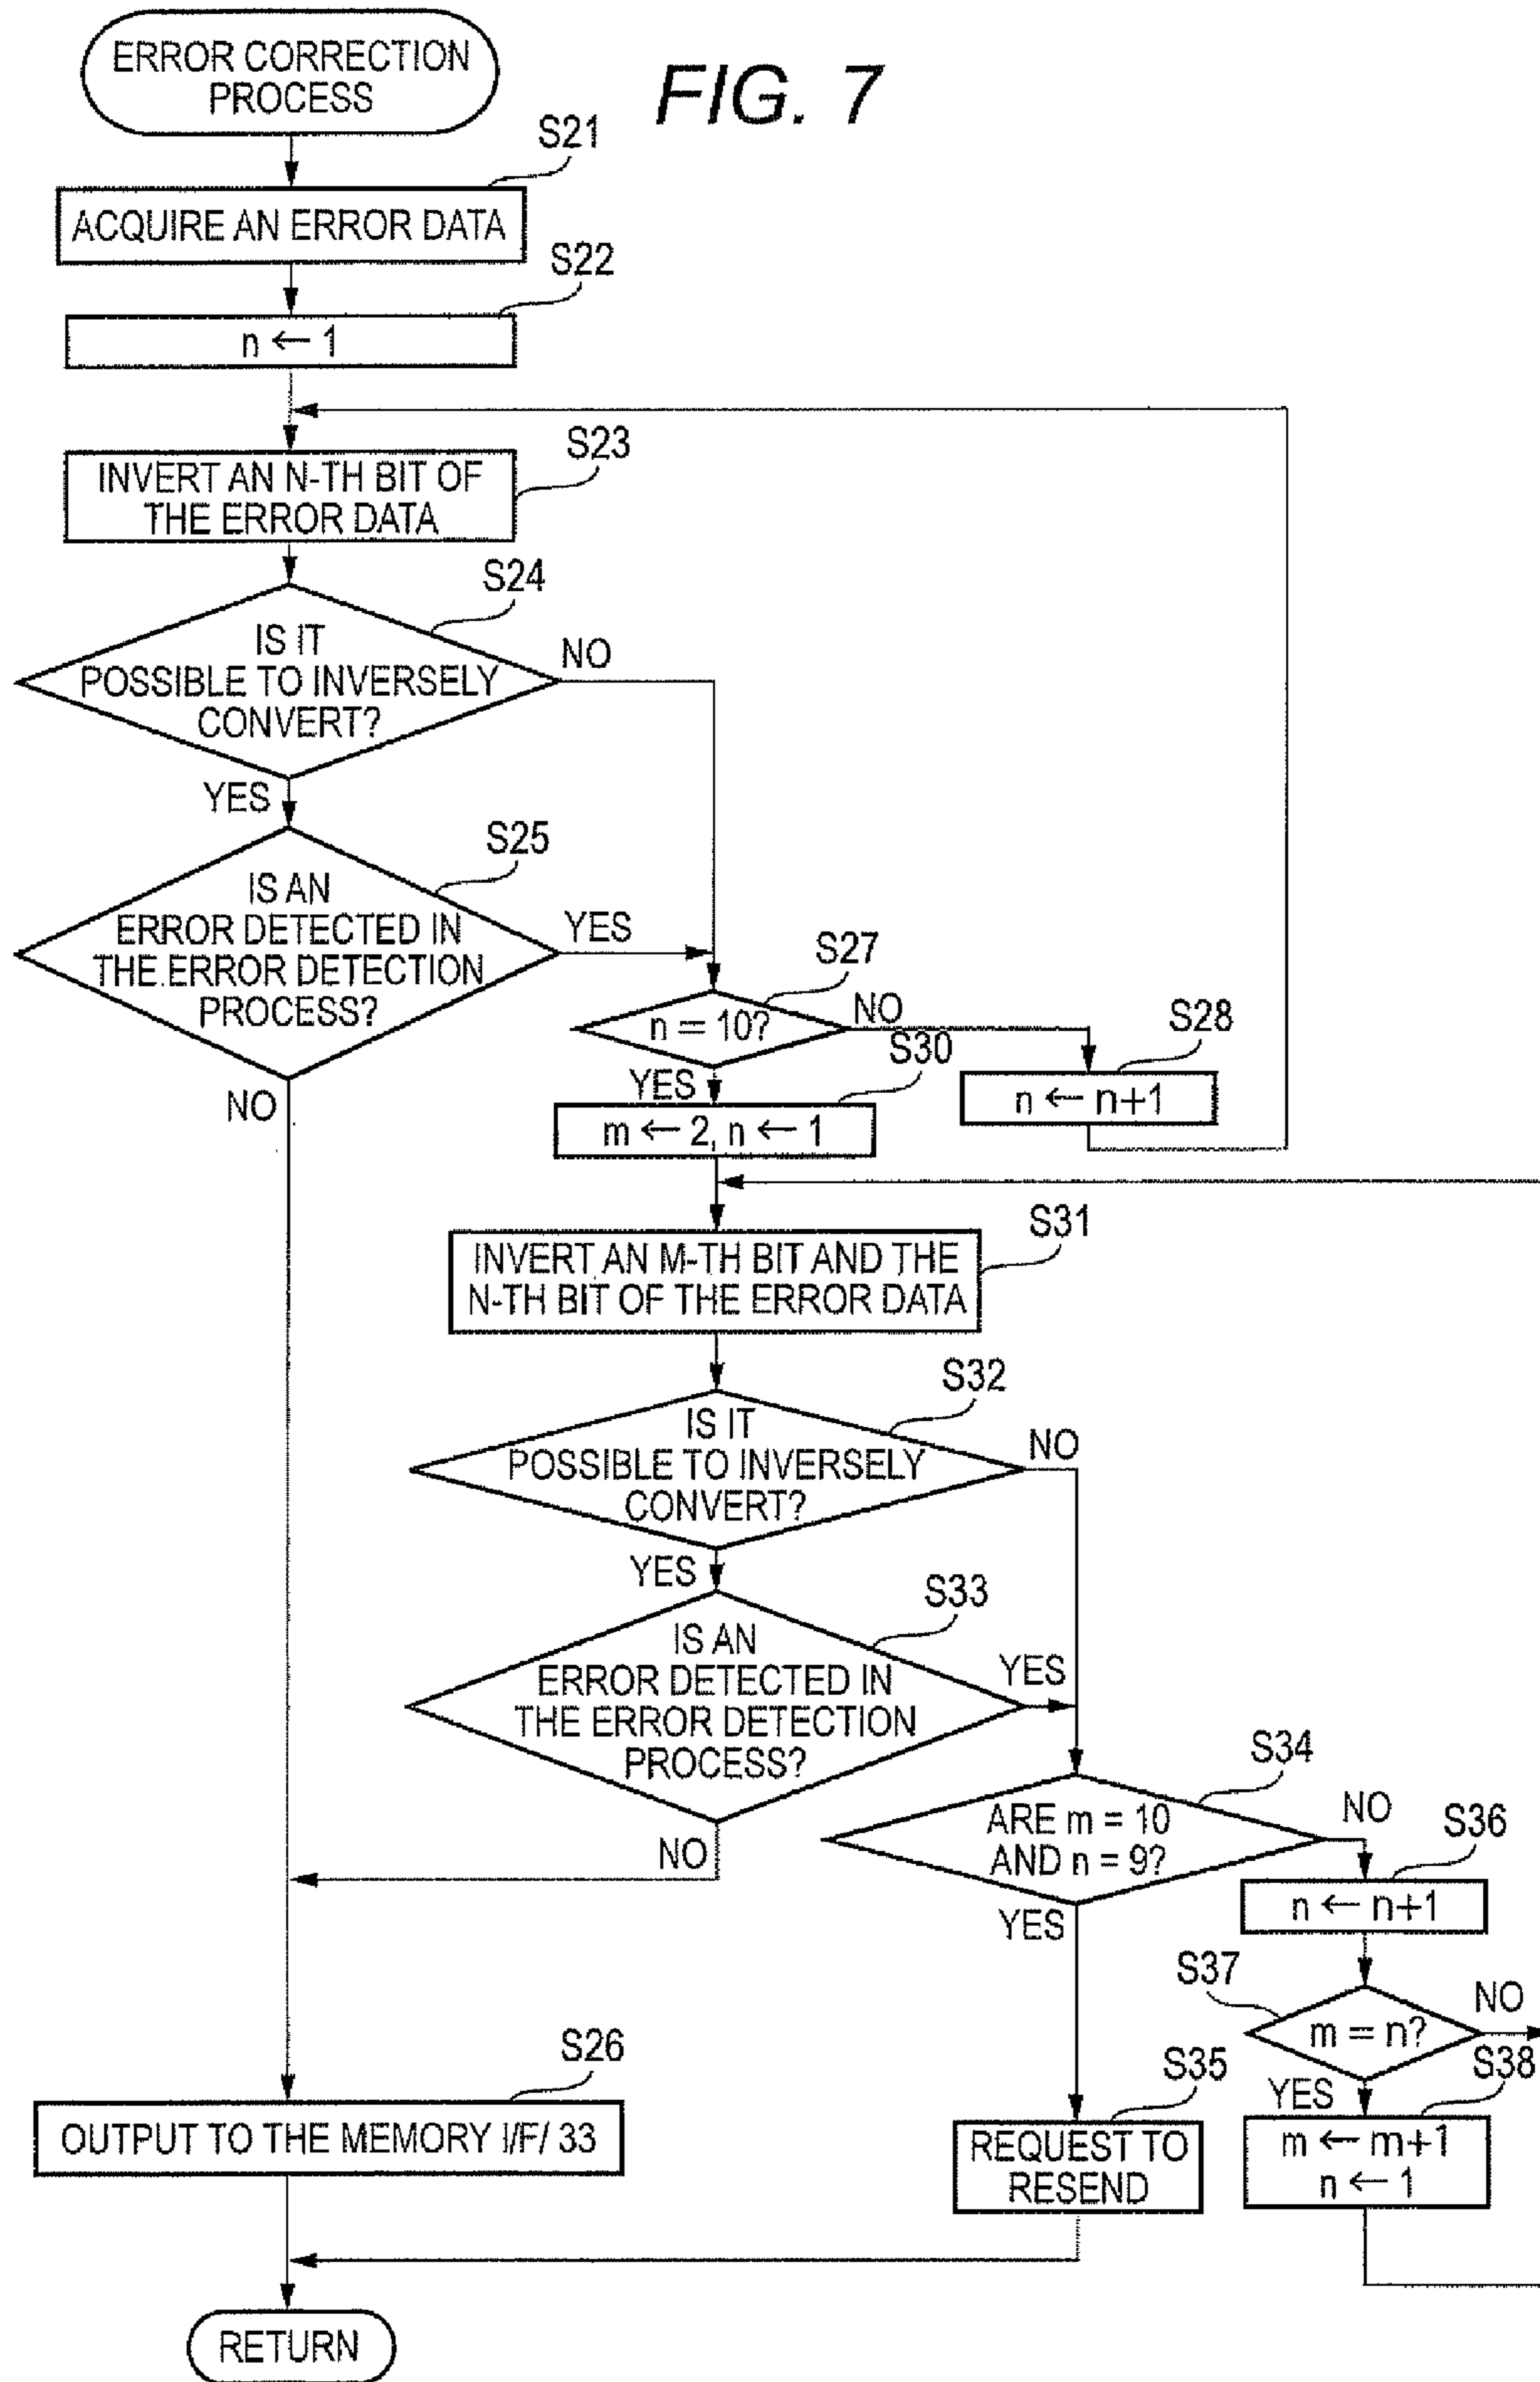 ERROR CORRECTION
PROCESS
FIG. 7
S21
ACQUIRE AN ERROR DATA
S22
n ← 1
S23
INVERT AN N-TH BIT OF
THE ERROR DATA
S24
IS IT
POSSIBLE TO INVERSELY
CONVERT?
NO
YES
S25
IS AN
ERROR DETECTED IN
THE ERROR DETECTION
PROCESS?
YES
NO
S27
n = 10?
NO
S28
n ← n+1
YES
S30
m ← 2, n ← 1
S31
INVERT AN M-TH BIT AND THE
N-TH BIT OF THE ERROR DATA
S32
IS IT
POSSIBLE TO INVERSELY
CONVERT?
NO
YES
S33
IS AN
ERROR DETECTED IN
THE ERROR DETECTION
PROCESS?
YES
NO
S34
ARE m = 10
AND n = 9?
NO
YES
S36
n ← n+1
S37
m = n?
NO
YES
S38
m ← m+1
n ← 1
S35
REQUEST TO
RESEND
S26
OUTPUT TO THE MEMORY I/F/ 33
RETURN